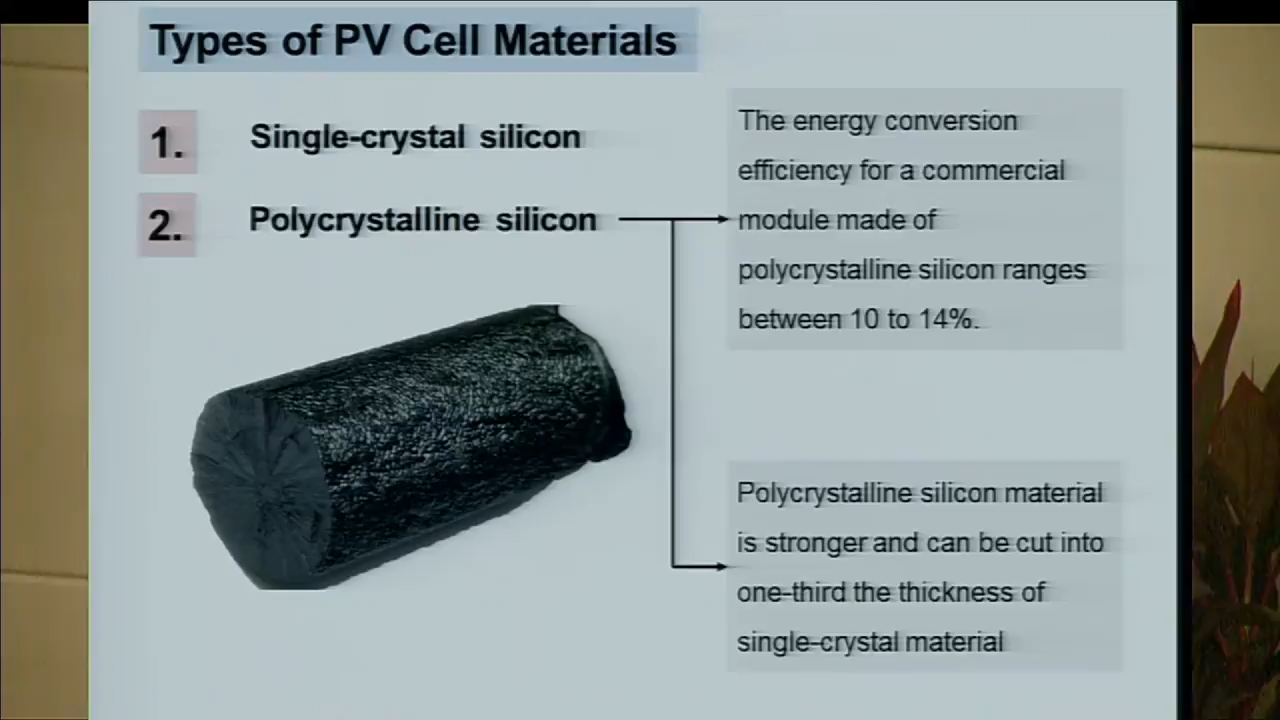 Types of PV Cell Materials
1. Single-crystal silicon
2. Polycrystalline silicon
The energy conversion
efficiency for a commercial
module made of
polycrystalline silicon ranges
between 10 to 14%.
Polycrystalline silicon material
is stronger and can be cut into
one-third the thickness of
single-crystal material